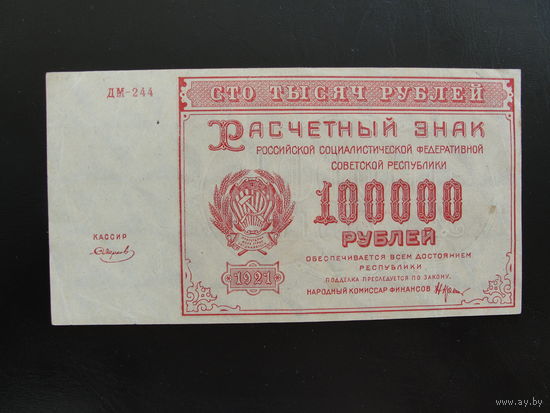 ДМ-244
СТО ТЫСЯЧ РУБЛЕЙ
РАСЧЕТНЫЙ ЗНАК
РОССИЙСКОЙ СОЦИАЛИСТИЧЕСКОЙ ФЕДЕРАТИВНОЙ
СОВЕТСКОЙ РЕСПУБЛИКИ
100000
РУБЛЕЙ
ОБЕСПЕЧИВАЕТСЯ ВСЕМ ДОСТОЯНИЕМ
РЕСПУБЛИКИ
ПОДДЕЛКА ПРЕСЛЕДУЕТСЯ ПО ЗАКОНУ.
НАРОДНЫЙ КОМИССАР ФИНАНСОВ
КАССИР
1921
www.ay.by